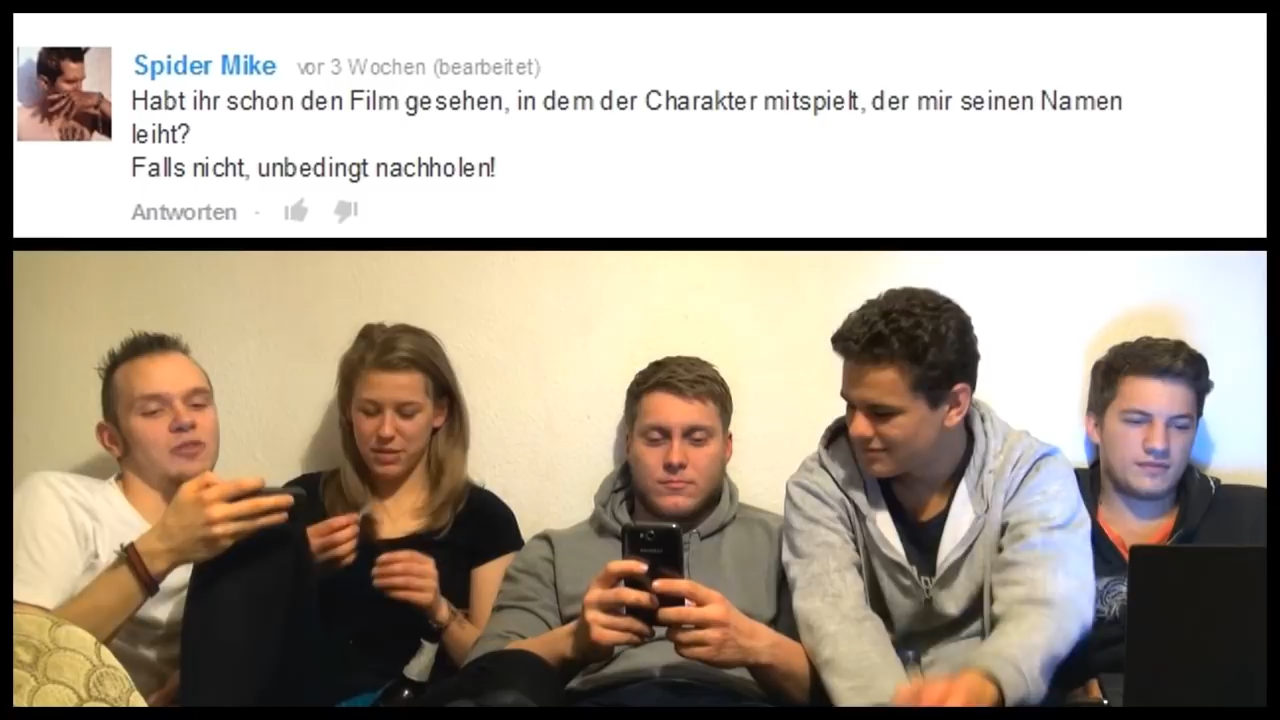 Spider Mike vor 3 Wochen (bearbeitet)
Habt ihr schon den Film gesehen, in dem der Charakter mitspielt, der mir seinen Namen
leiht?
Falls nicht, unbedingt nachholen!
Antworten ·